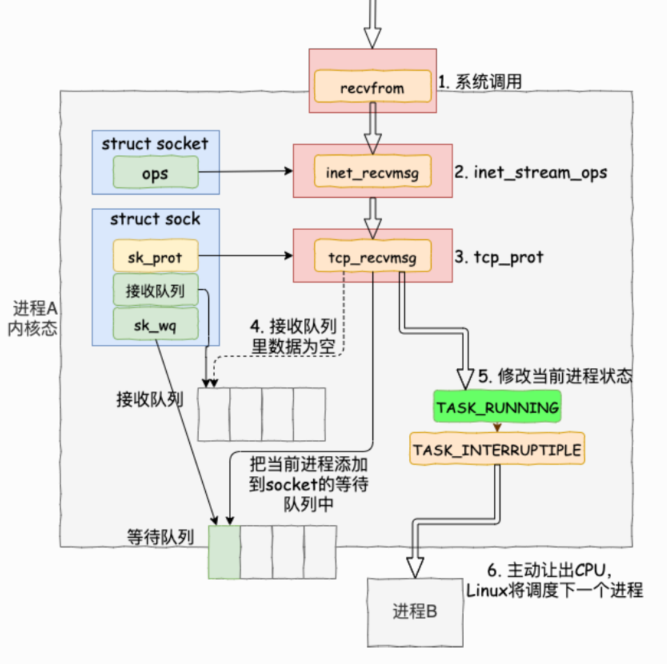 recvfrom
1. 系统调用
struct socket
ops
inet_recvmsg
2. inet_stream_ops
struct sock
sk_prot
tcp_recvmsg
3. tcp_prot
接收队列
sk_wq
进程A
内核态
4. 接收队列
里数据为空
5. 修改当前进程状态
接收队列
TASK_RUNNING
TASK_INTERRUPTIPLE
把当前进程添加
到socket的等待
队列中
等待队列
6. 主动让出CPU，
Linux将调度下一个进程
进程B